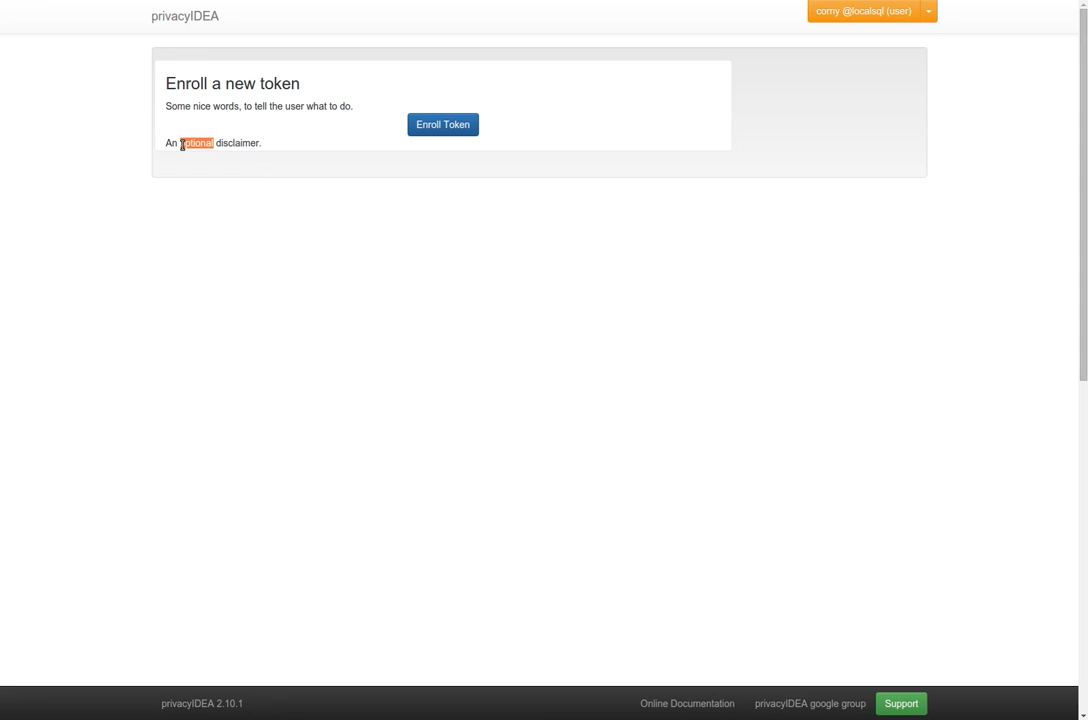 privacyIDEA
corny @localsql (user)
Enroll a new token
Some nice words, to tell the user what to do.
Enroll Token
An optional disclaimer.
privacyIDEA 2.10.1
Online Documentation
privacyIDEA google group
Support